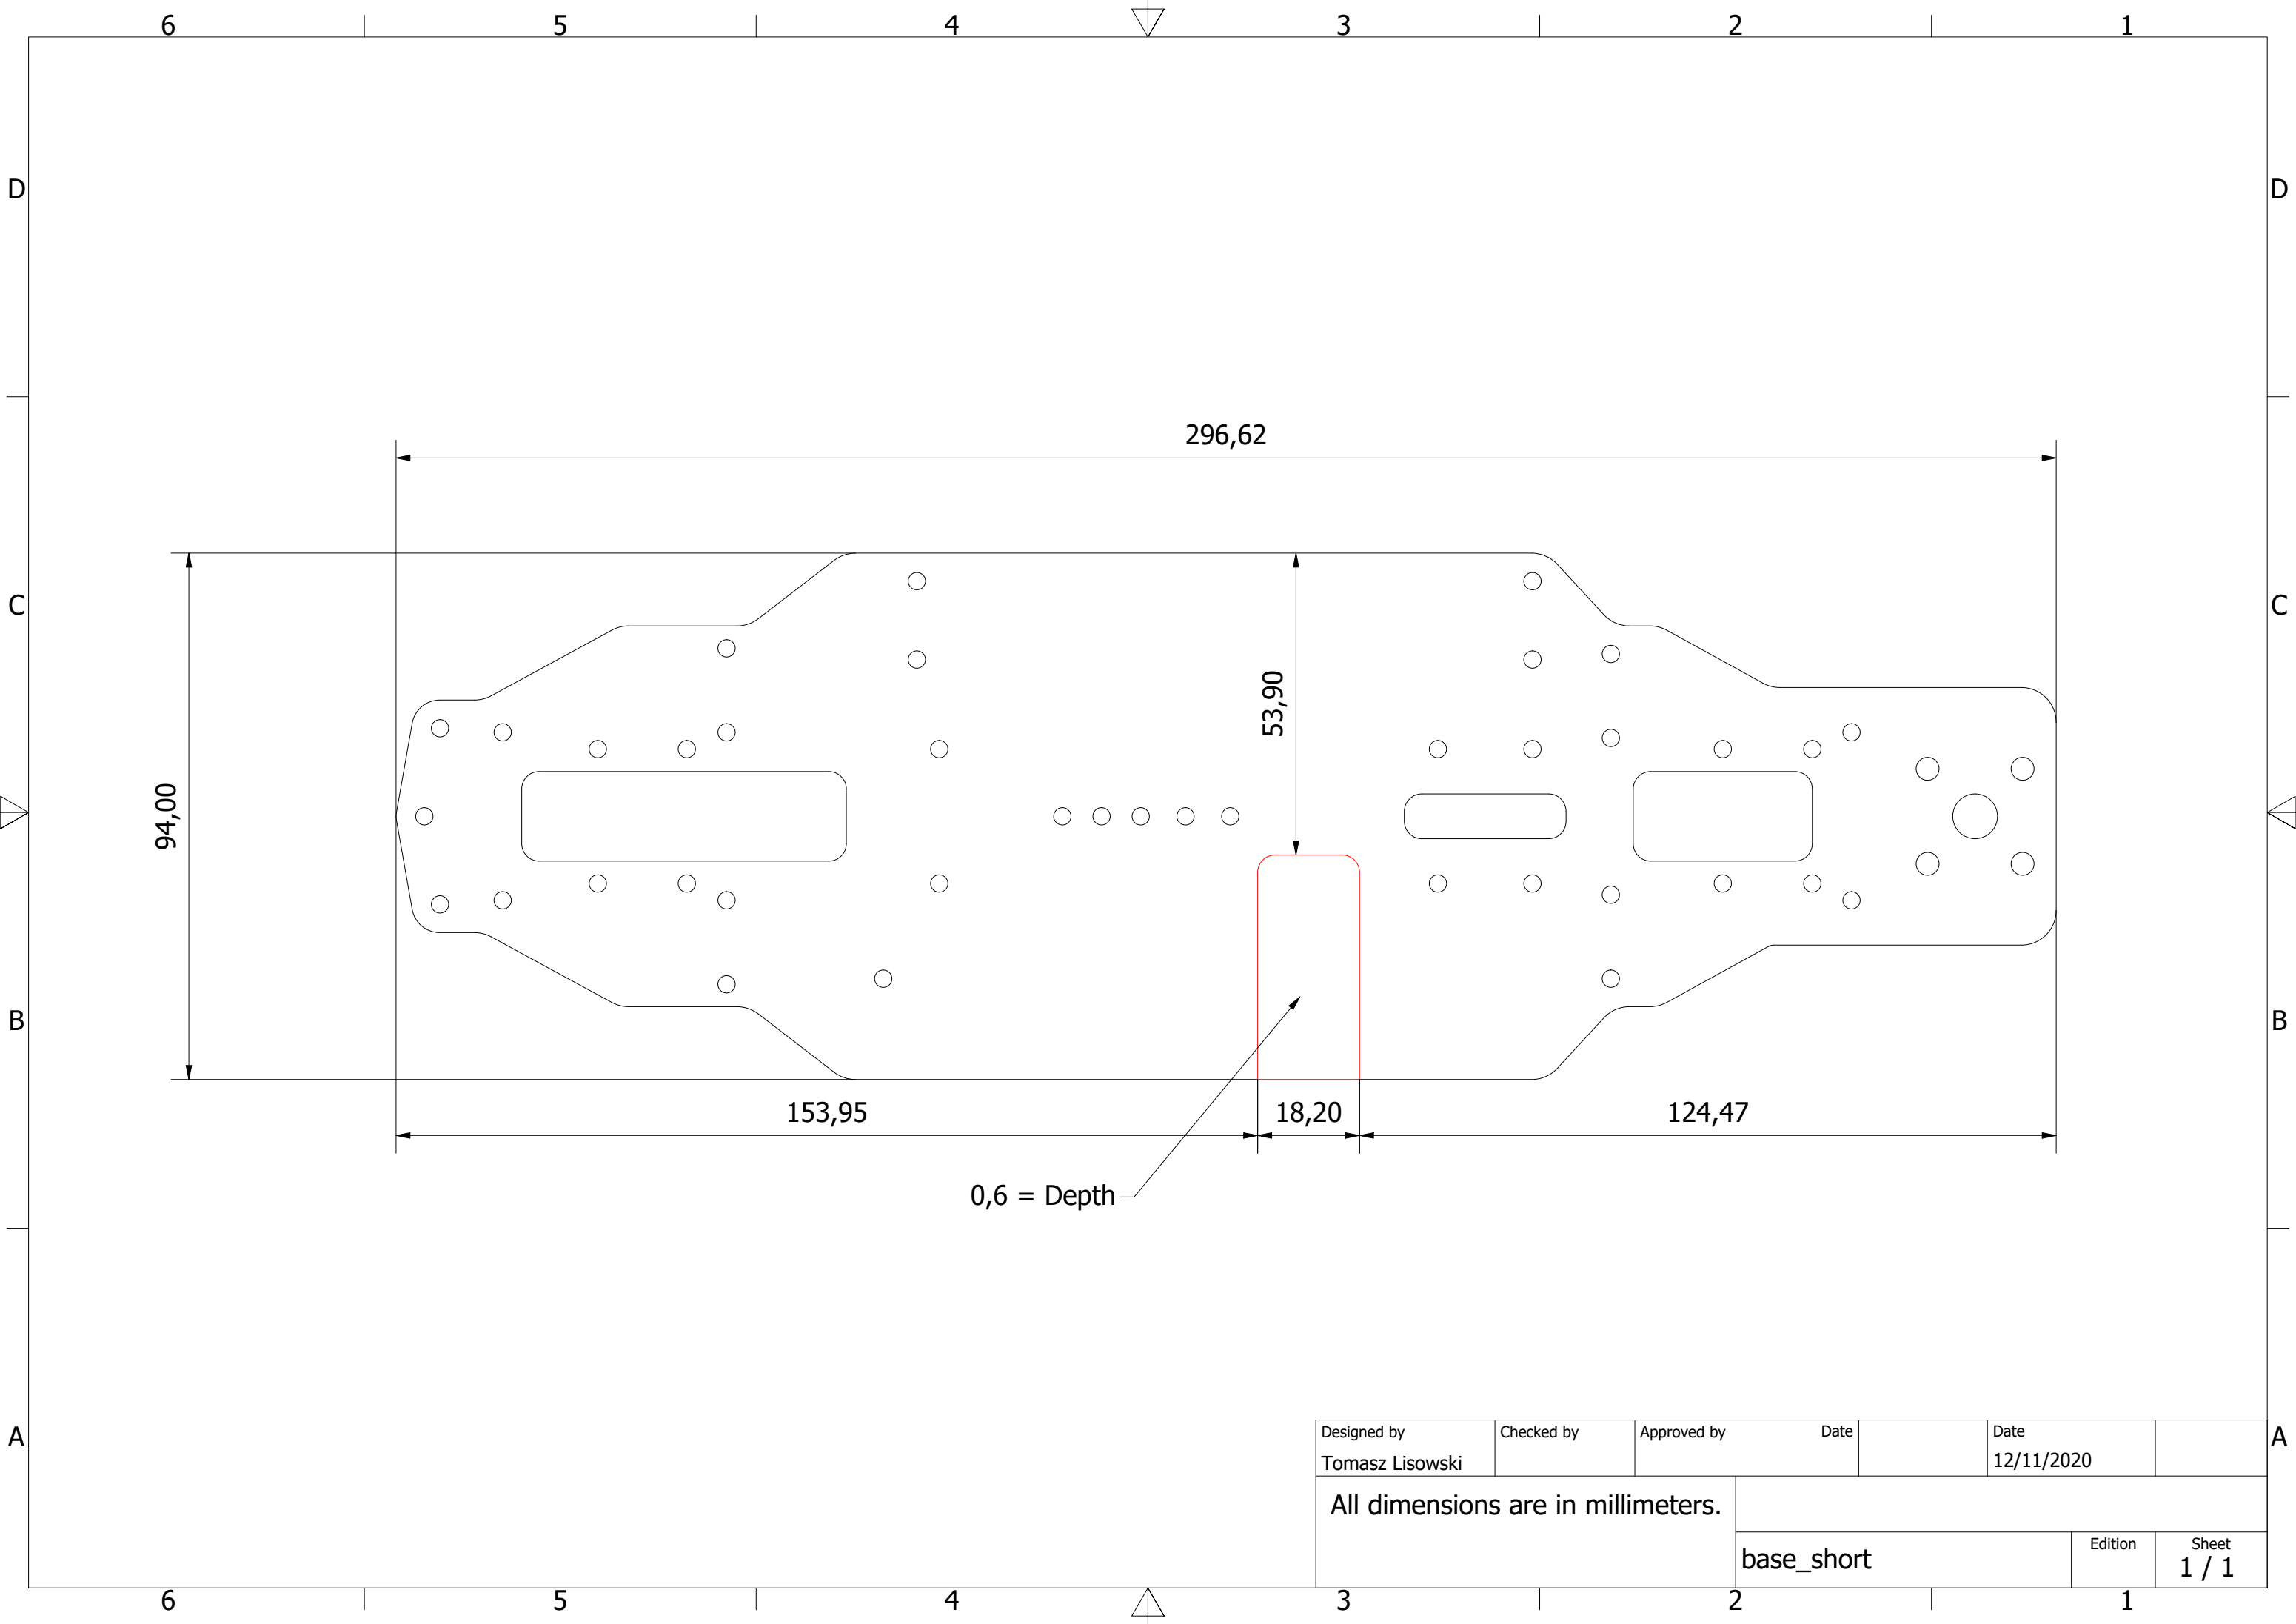 6 5 4 3 2 1
D D
296,62
C C
53,90
94,00
B B
153,95 18,20 124,47
0,6 = Depth
A A
Designed by Checked by Approved by Date Date
Tomasz Lisowski 12/11/2020
All dimensions are in millimeters.
Edition Sheet
base_short 1 / 1
6 5 4 3 2 1